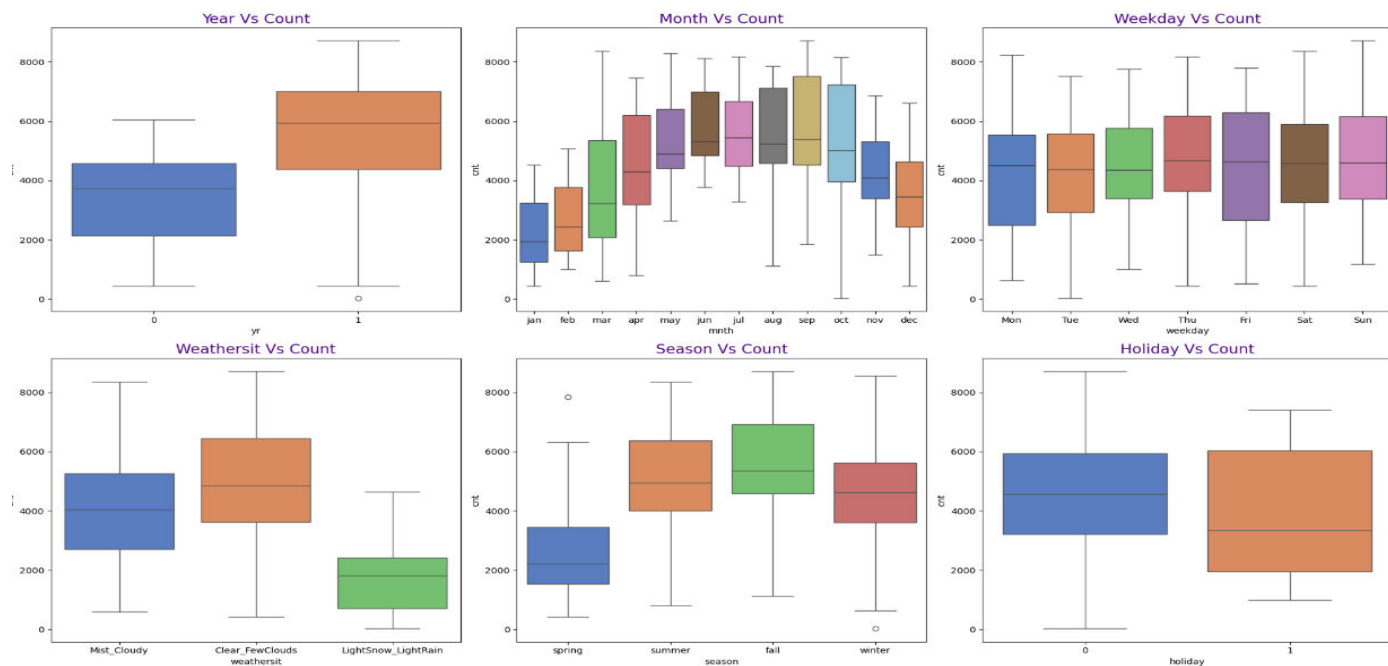 Year Vs Count
Month Vs Count
Weekday Vs Count
8000
6000
4000
2000
0
0 1
yr
cnt
8000
6000
4000
2000
0
jan feb mar apr may jun jul aug sep oct nov dec
mnth
cnt
8000
6000
4000
2000
0
Mon Tue Wed Thu Fri Sat Sun
weekday
Weathersit Vs Count
Season Vs Count
Holiday Vs Count
8000
6000
4000
2000
0
Mist_Cloudy Clear_FewClouds LightSnow_LightRain
weathersit
cnt
8000
6000
4000
2000
0
spring summer fall winter
season
cnt
8000
6000
4000
2000
0
0 1
holiday